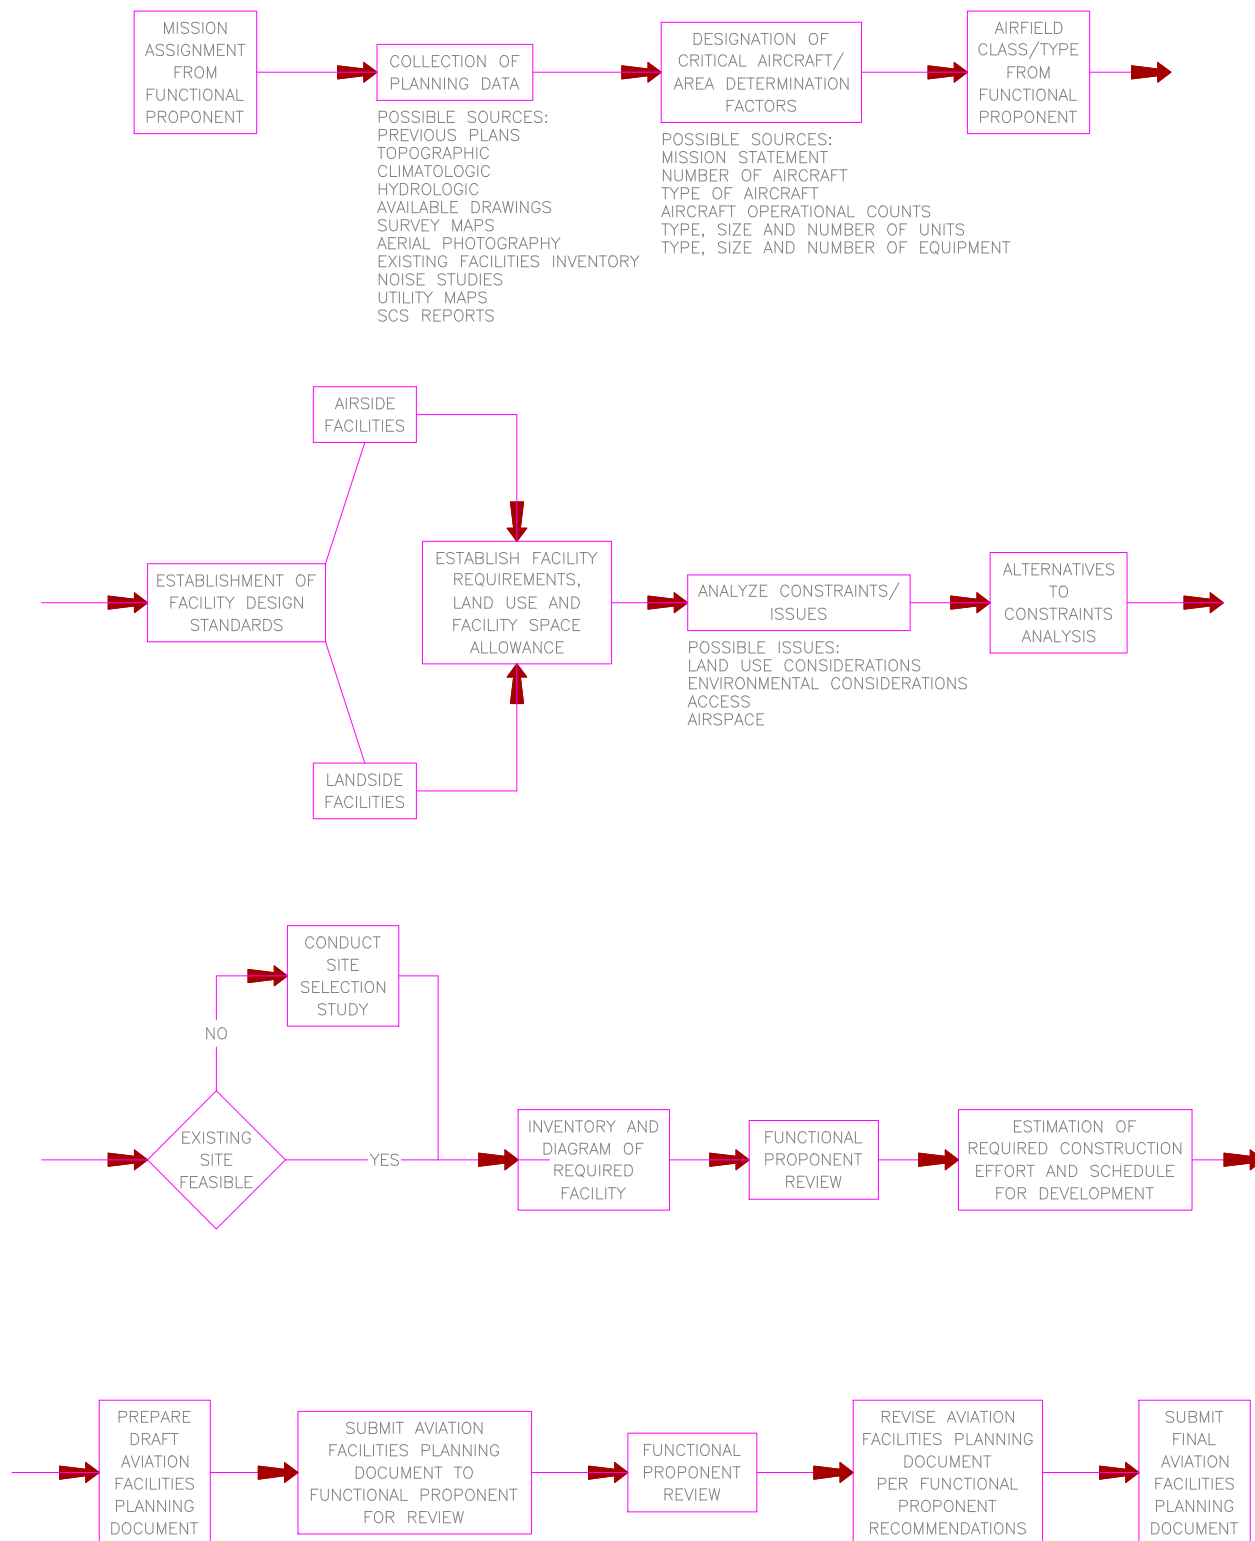 MISSION
ASSIGNMENT
FROM
FUNCTIONAL
PROPONENT
COLLECTION OF
PLANNING DATA
POSSIBLE SOURCES:
PREVIOUS PLANS
TOPOGRAPHIC
CLIMATOLOGIC
HYDROLOGIC
AVAILABLE DRAWINGS
SURVEY MAPS
AERIAL PHOTOGRAPHY
EXISTING FACILITIES INVENTORY
NOISE STUDIES
UTILITY MAPS
SCS REPORTS
DESIGNATION OF
CRITICAL AIRCRAFT/
AREA DETERMINATION
FACTORS
POSSIBLE SOURCES:
MISSION STATEMENT
NUMBER OF AIRCRAFT
TYPE OF AIRCRAFT
AIRCRAFT OPERATIONAL COUNTS
TYPE, SIZE AND NUMBER OF UNITS
TYPE, SIZE AND NUMBER OF EQUIPMENT
AIRFIELD
CLASS/TYPE
FROM
FUNCTIONAL
PROPONENT
ESTABLISHMENT OF
FACILITY DESIGN
STANDARDS
AIRSIDE
FACILITIES
LANDSIDE
FACILITIES
ESTABLISH FACILITY
REQUIREMENTS,
LAND USE AND
FACILITY SPACE
ALLOWANCE
ANALYZE CONSTRAINTS/
ISSUES
POSSIBLE ISSUES:
LAND USE CONSIDERATIONS
ENVIRONMENTAL CONSIDERATIONS
ACCESS
AIRSPACE
ALTERNATIVES
TO
CONSTRAINTS
ANALYSIS
EXISTING
SITE
FEASIBLE
NO
CONDUCT
SITE
SELECTION
STUDY
YES
INVENTORY AND
DIAGRAM OF
REQUIRED
FACILITY
FUNCTIONAL
PROPONENT
REVIEW
ESTIMATION OF
REQUIRED CONSTRUCTION
EFFORT AND SCHEDULE
FOR DEVELOPMENT
PREPARE
DRAFT
AVIATION
FACILITIES
PLANNING
DOCUMENT
SUBMIT AVIATION
FACILITIES PLANNING
DOCUMENT TO
FUNCTIONAL PROPONENT
FOR REVIEW
FUNCTIONAL
PROPONENT
REVIEW
REVISE AVIATION
FACILITIES PLANNING
DOCUMENT
PER FUNCTIONAL
PROPONENT
RECOMMENDATIONS
SUBMIT
FINAL
AVIATION
FACILITIES
PLANNING
DOCUMENT